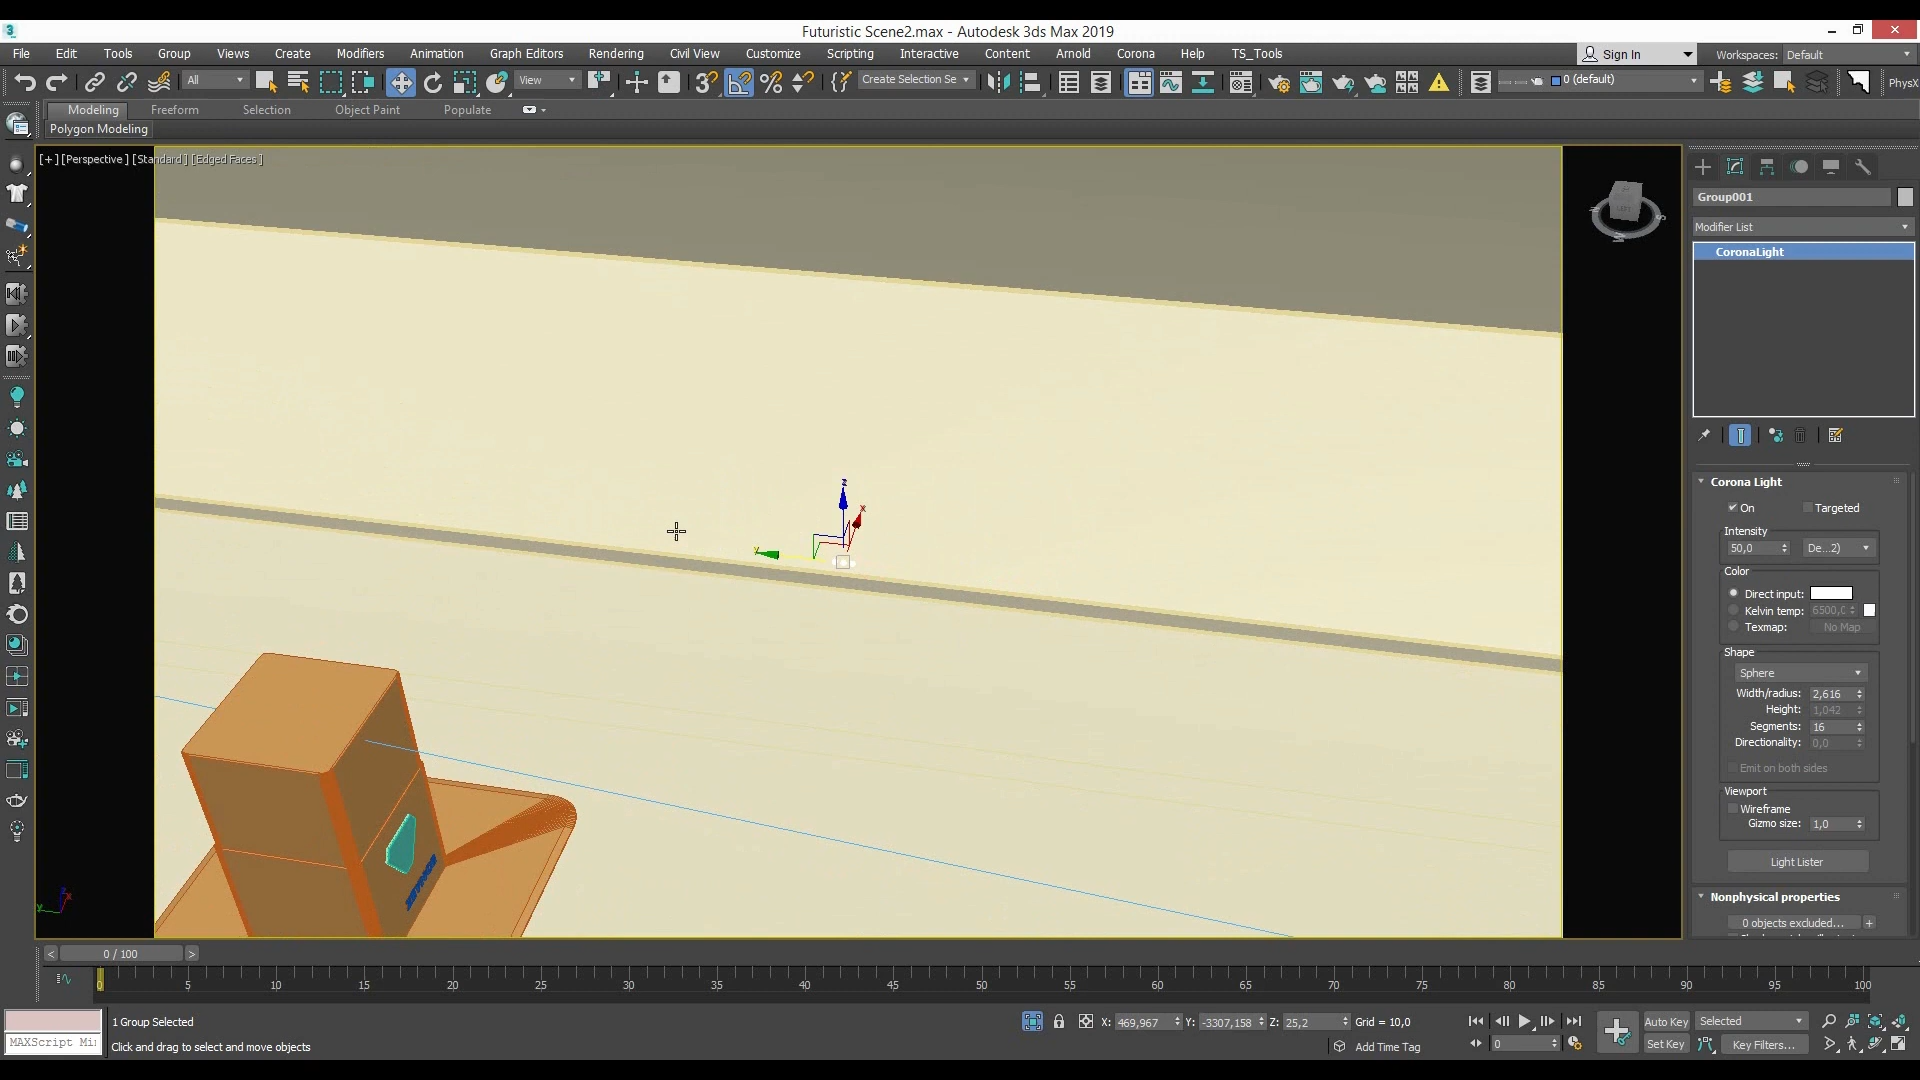 Futuristic Scene2.max - Autodesk 3ds Max 2019
File Edit Tools Group Views Create Modifiers Animation Graph Editors Rendering Civil View Customize Scripting Interactive Content Arnold Corona Help TS_Tools
Sign In
Workspaces: Default
All
View
Create Selection Se
0 (default)
PhysX
Modeling Freeform Selection Object Paint Populate
Polygon Modeling
[+] [Perspective ] [Standard ] [Edged Faces ]
Group001
Modifier List
CoronaLight
Corona Light
On
Targeted
Intensity
50,0
De...2)
Color
Direct input:
Kelvin temp: 6500,0
Texmap: No Map
Shape
Sphere
Width/radius: 2,616
Height: 1,042
Segments: 16
Directionality: 0,0
Emit on both sides
Viewport
Wireframe
Gizmo size: 1,0
Light Lister
Nonphysical properties
0 objects excluded...
+
z
x
y
< 0 / 100 >
0 5 10 15 20 25 30 35 40 45 50 55 60 65 70 75 80 85 90 95 100
1 Group Selected
X: 469,967 Y: -3307,158 Z: 25,2 Grid = 10,0
Auto Key
Selected
MAXScript Mi
Click and drag to select and move objects
Add Time Tag
0
Set Key
Key Filters...